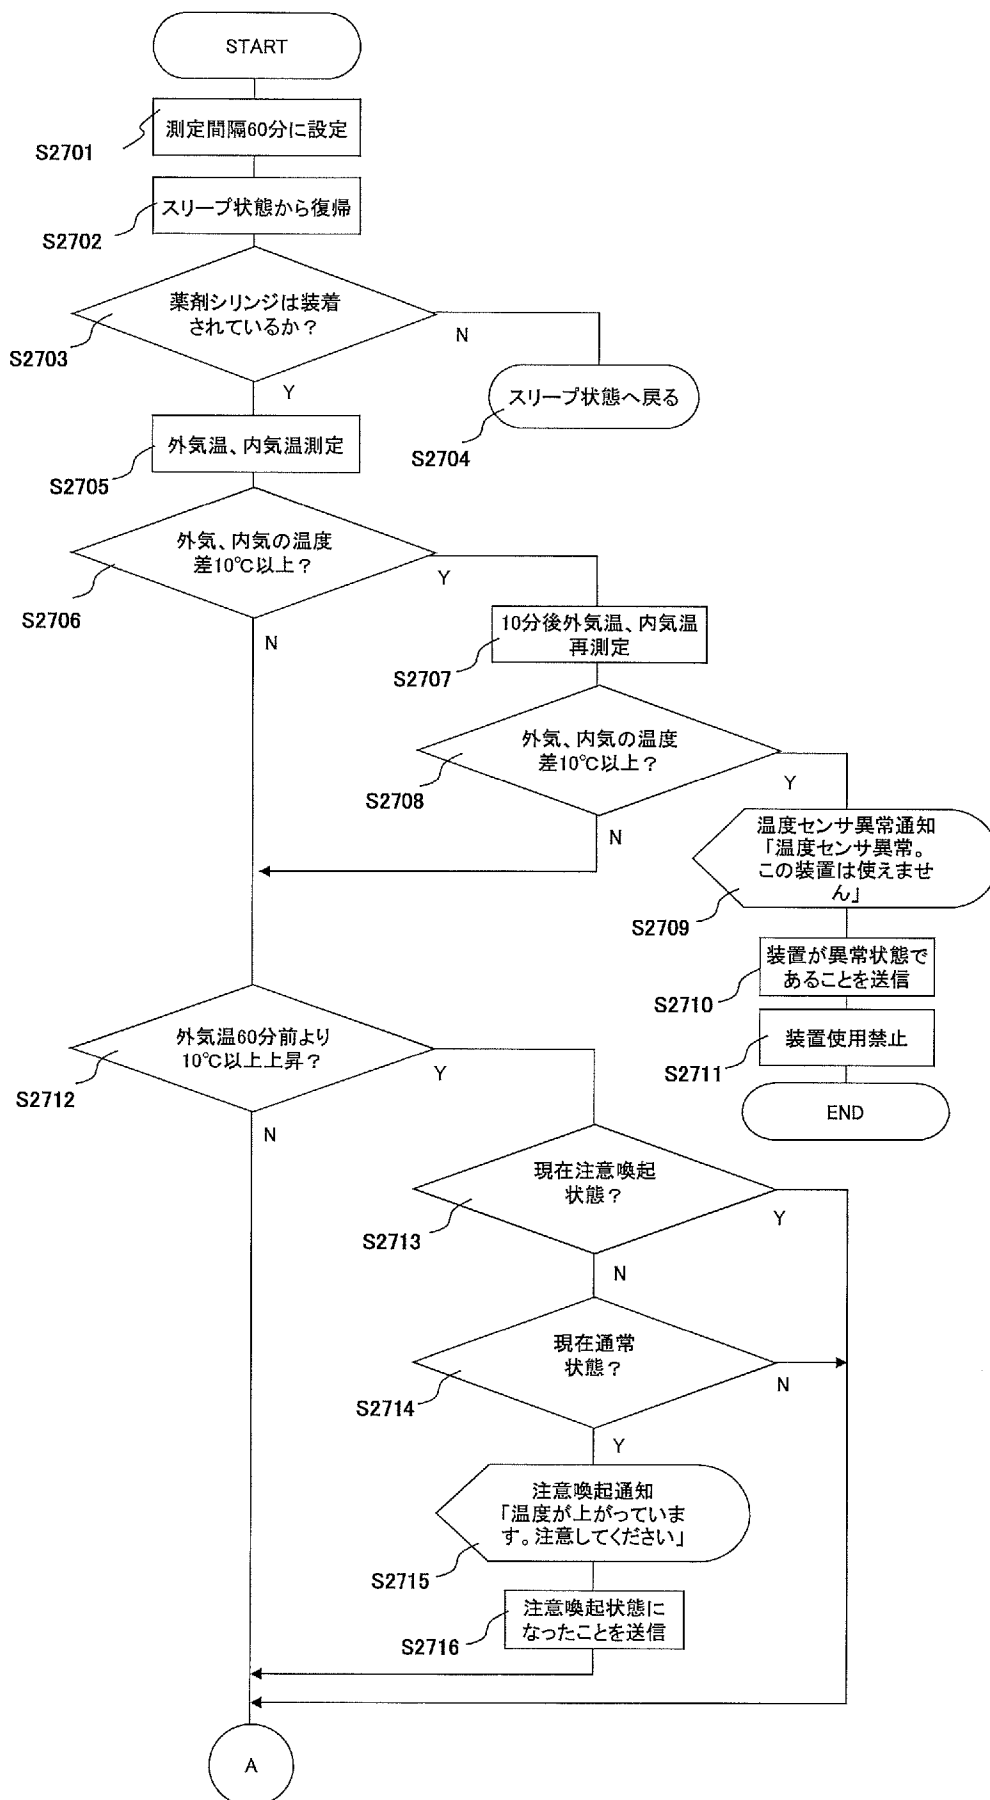 START
測定間隔60分に設定
S2701
スリープ状態から復帰
S2702
薬剤シリンジは装着
されているか？
S2703
N
Y
スリープ状態へ戻る
S2704
外気温、内気温測定
S2705
外気、内気の温度
差10℃以上？
S2706
Y
N
10分後外気温、内気温
再測定
S2707
外気、内気の温度
差10℃以上？
S2708
Y
N
温度センサ異常通知
「温度センサ異常。
この装置は使えませ
ん」
S2709
装置が異常状態で
あることを送信
S2710
装置使用禁止
S2711
END
外気温60分前より
10℃以上上昇？
S2712
Y
N
現在注意喚起
状態？
S2713
Y
N
現在通常
状態？
S2714
N
Y
注意喚起通知
「温度が上がっていま
す。注意してください」
S2715
注意喚起状態に
なったことを送信
S2716
A